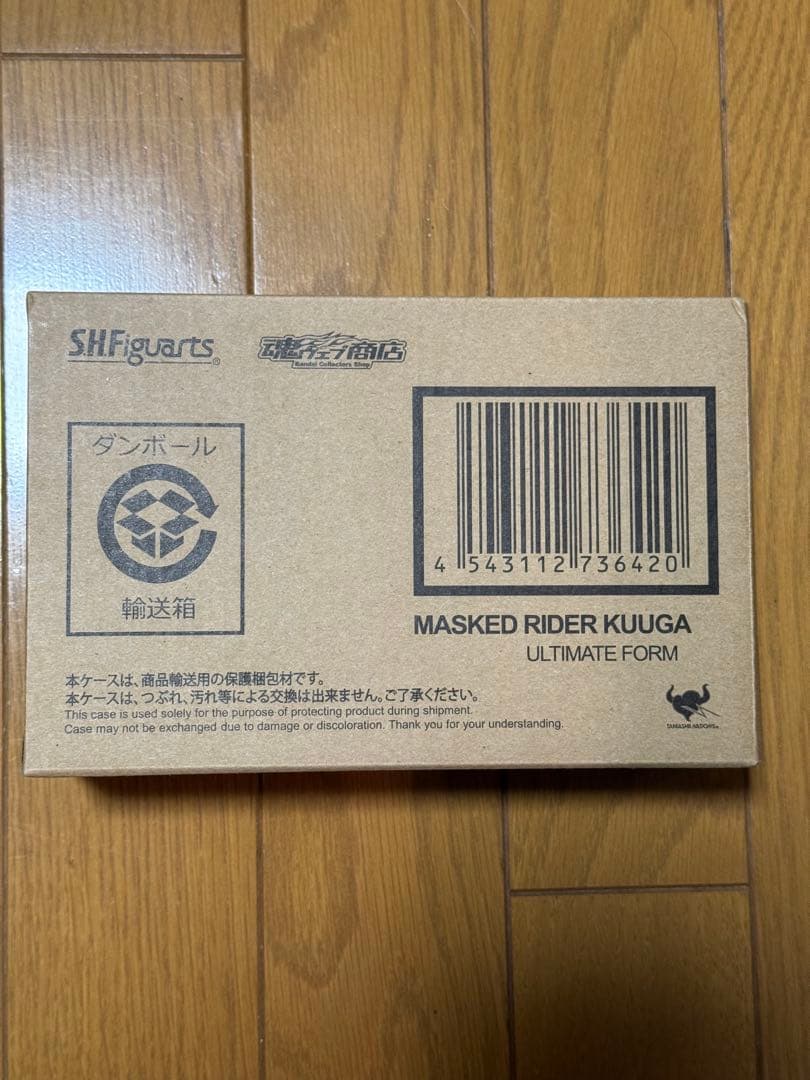 S.H.Figuarts®
魂ウェブ商店
Bandai Collectors Shop
ダンボール
輸送箱
4 543112 736420
MASKED RIDER KUUGA
ULTIMATE FORM
本ケースは、商品輸送用の保護梱包材です。
本ケースは、つぶれ、汚れ等による交換は出来ません。ご了承ください。
This case is used solely for the purpose of protecting product during shipment.
Case may not be exchanged due to damage or discoloration. Thank you for your understanding.
TAMASHII NATIONS